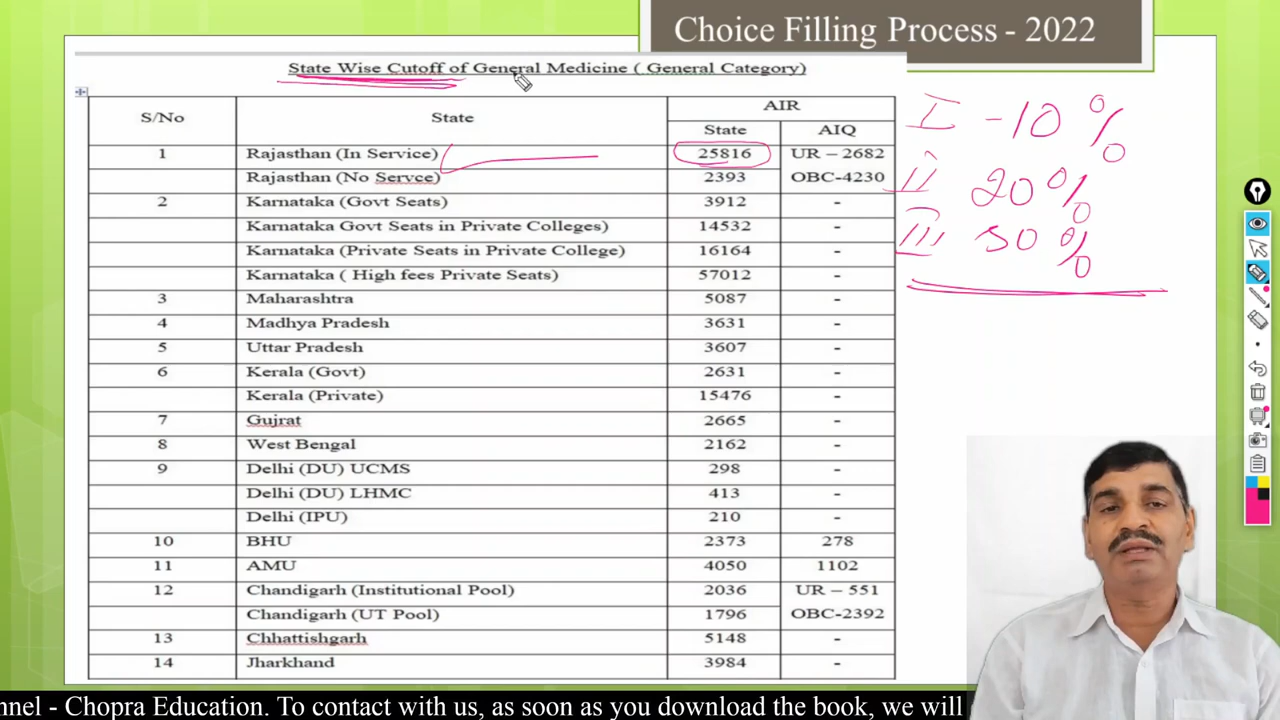 Choice Filling Process - 2022
State Wise Cutoff of General Medicine ( General Category)
S/No State AIR
State AIQ
1 Rajasthan (In Service) 25816 UR – 2682
Rajasthan (No Servce) 2393 OBC-4230
2 Karnataka (Govt Seats) 3912 -
Karnataka Govt Seats in Private Colleges) 14532 -
Karnataka (Private Seats in Private College) 16164 -
Karnataka ( High fees Private Seats) 57012 -
3 Maharashtra 5087 -
4 Madhya Pradesh 3631 -
5 Uttar Pradesh 3607 -
6 Kerala (Govt) 2631 -
Kerala (Private) 15476 -
7 Gujrat 2665 -
8 West Bengal 2162 -
9 Delhi (DU) UCMS 298 -
Delhi (DU) LHMC 413 -
Delhi (IPU) 210 -
10 BHU 2373 278
11 AMU 4050 1102
12 Chandigarh (Institutional Pool) 2036 UR – 551
Chandigarh (UT Pool) 1796 OBC-2392
13 Chhattishgarh 5148 -
14 Jharkhand 3984 -
I -10 %
II 20 %
III 30 %
nnel - Chopra Education. To contact with us, as soon as you download the book, we will